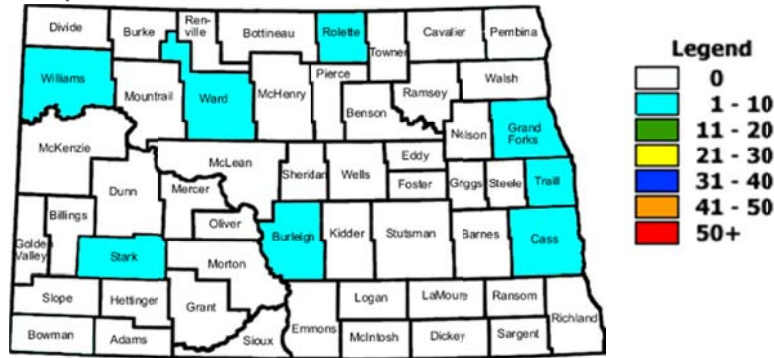 Divide
Burke
Ren-
ville
Bottineau
Rolette
Towner
Cavalier
Pembina
Williams
Mountrail
Ward
McHenry
Pierce
Benson
Ramsey
Walsh
Nelson
Grand
Forks
McKenzie
Dunn
McLean
Mercer
Oliver
Sheridan
Wells
Eddy
Foster
Griggs
Steele
Traill
Golden
Valley
Billings
Stark
Morton
Burleigh
Kidder
Stutsman
Barnes
Cass
Slope
Hettinger
Grant
Bowman
Adams
Sioux
Emmons
Logan
McIntosh
LaMoure
Dickey
Ransom
Sargent
Richland
Legend
0
1 - 10
11 - 20
21 - 30
31 - 40
41 - 50
50+